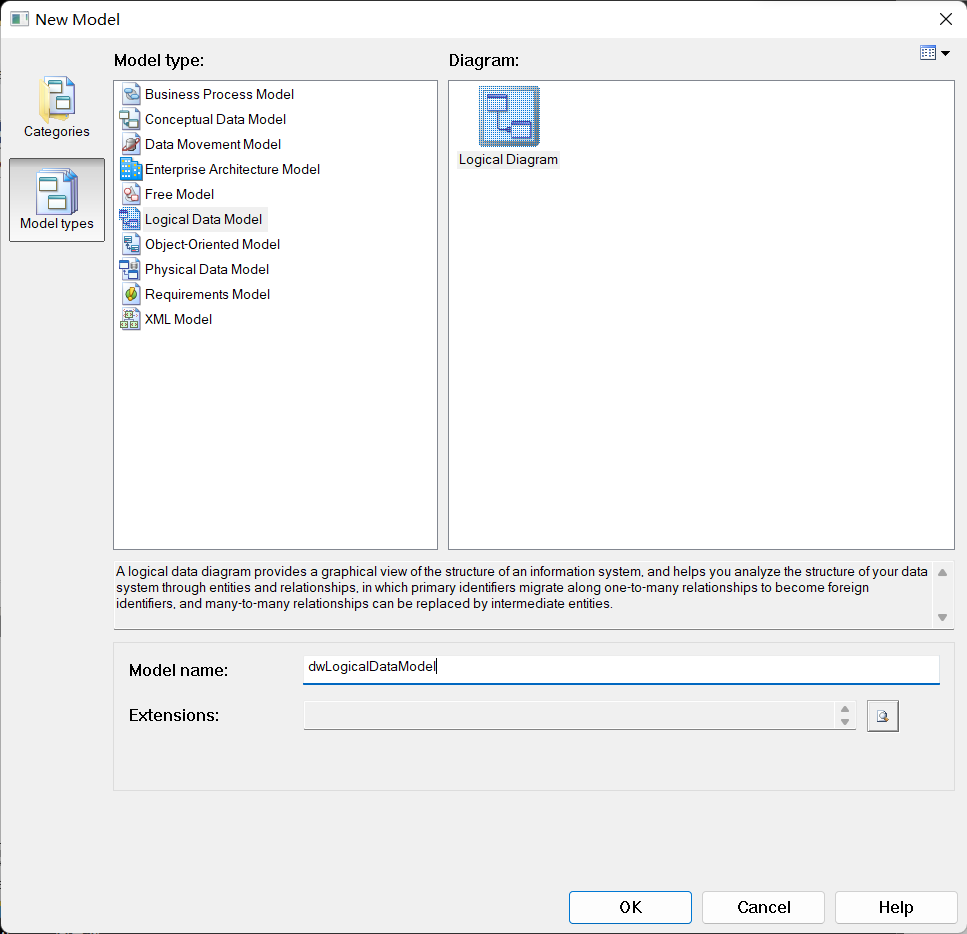 New Model
Model type:
Diagram:
Categories
Model types
Business Process Model
Conceptual Data Model
Data Movement Model
Enterprise Architecture Model
Free Model
Logical Data Model
Object-Oriented Model
Physical Data Model
Requirements Model
XML Model
Logical Diagram
A logical data diagram provides a graphical view of the structure of an information system, and helps you analyze the structure of your data
system through entities and relationships, in which primary identifiers migrate along one-to-many relationships to become foreign
identifiers, and many-to-many relationships can be replaced by intermediate entities.
Model name:
dwLogicalDataModel
Extensions:
OK
Cancel
Help